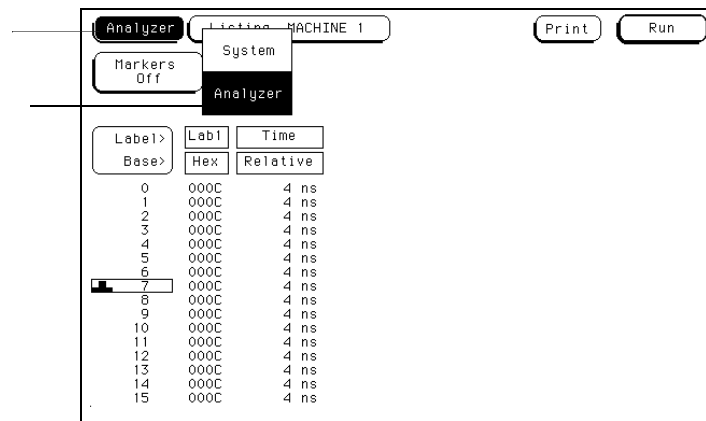 Analyzer Listing MACHINE 1 Print Run
System
Markers
Off
Analyzer
Label> Lab1 Time
Base> Hex Relative
0 000C 4 ns
1 000C 4 ns
2 000C 4 ns
3 000C 4 ns
4 000C 4 ns
5 000C 4 ns
6 000C 4 ns
7 000C 4 ns
8 000C 4 ns
9 000C 4 ns
10 000C 4 ns
11 000C 4 ns
12 000C 4 ns
13 000C 4 ns
14 000C 4 ns
15 000C 4 ns